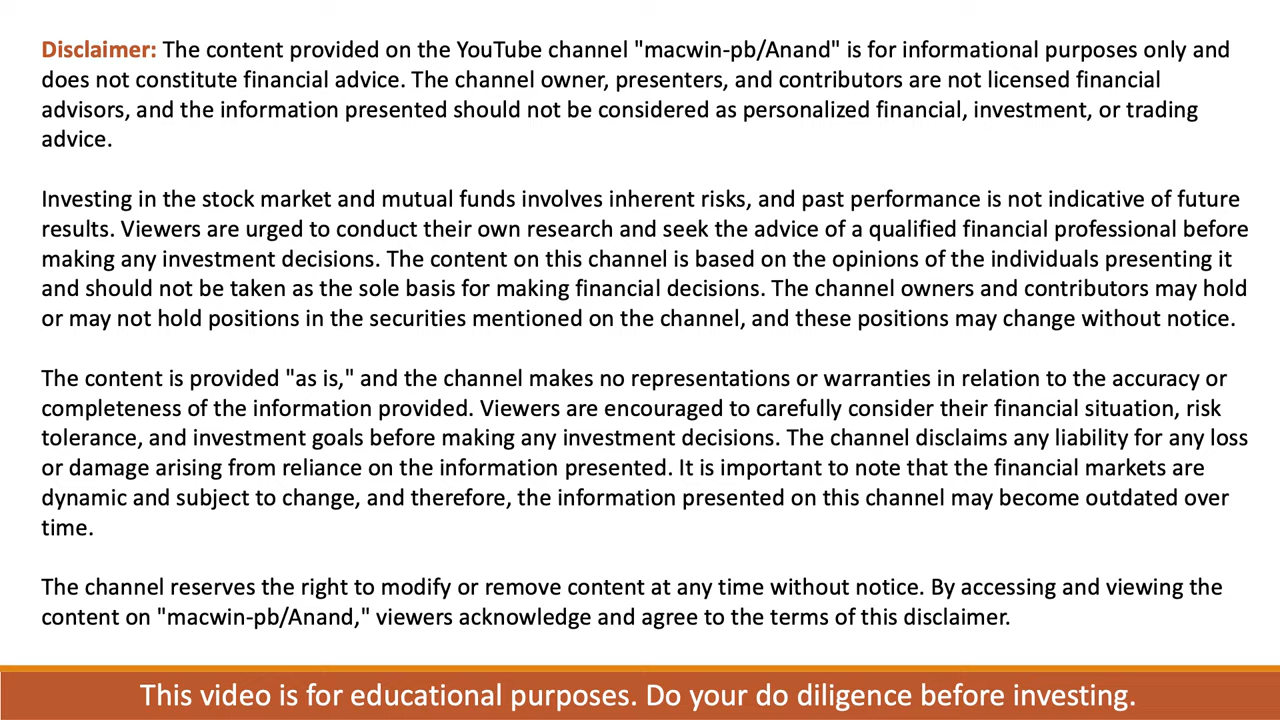 Disclaimer: The content provided on the YouTube channel "macwin-pb/Anand" is for informational purposes only and
does not constitute financial advice. The channel owner, presenters, and contributors are not licensed financial
advisors, and the information presented should not be considered as personalized financial, investment, or trading
advice.
Investing in the stock market and mutual funds involves inherent risks, and past performance is not indicative of future
results. Viewers are urged to conduct their own research and seek the advice of a qualified financial professional before
making any investment decisions. The content on this channel is based on the opinions of the individuals presenting it
and should not be taken as the sole basis for making financial decisions. The channel owners and contributors may hold
or may not hold positions in the securities mentioned on the channel, and these positions may change without notice.
The content is provided "as is," and the channel makes no representations or warranties in relation to the accuracy or
completeness of the information provided. Viewers are encouraged to carefully consider their financial situation, risk
tolerance, and investment goals before making any investment decisions. The channel disclaims any liability for any loss
or damage arising from reliance on the information presented. It is important to note that the financial markets are
dynamic and subject to change, and therefore, the information presented on this channel may become outdated over
time.
The channel reserves the right to modify or remove content at any time without notice. By accessing and viewing the
content on "macwin-pb/Anand," viewers acknowledge and agree to the terms of this disclaimer.
This video is for educational purposes. Do your do diligence before investing.